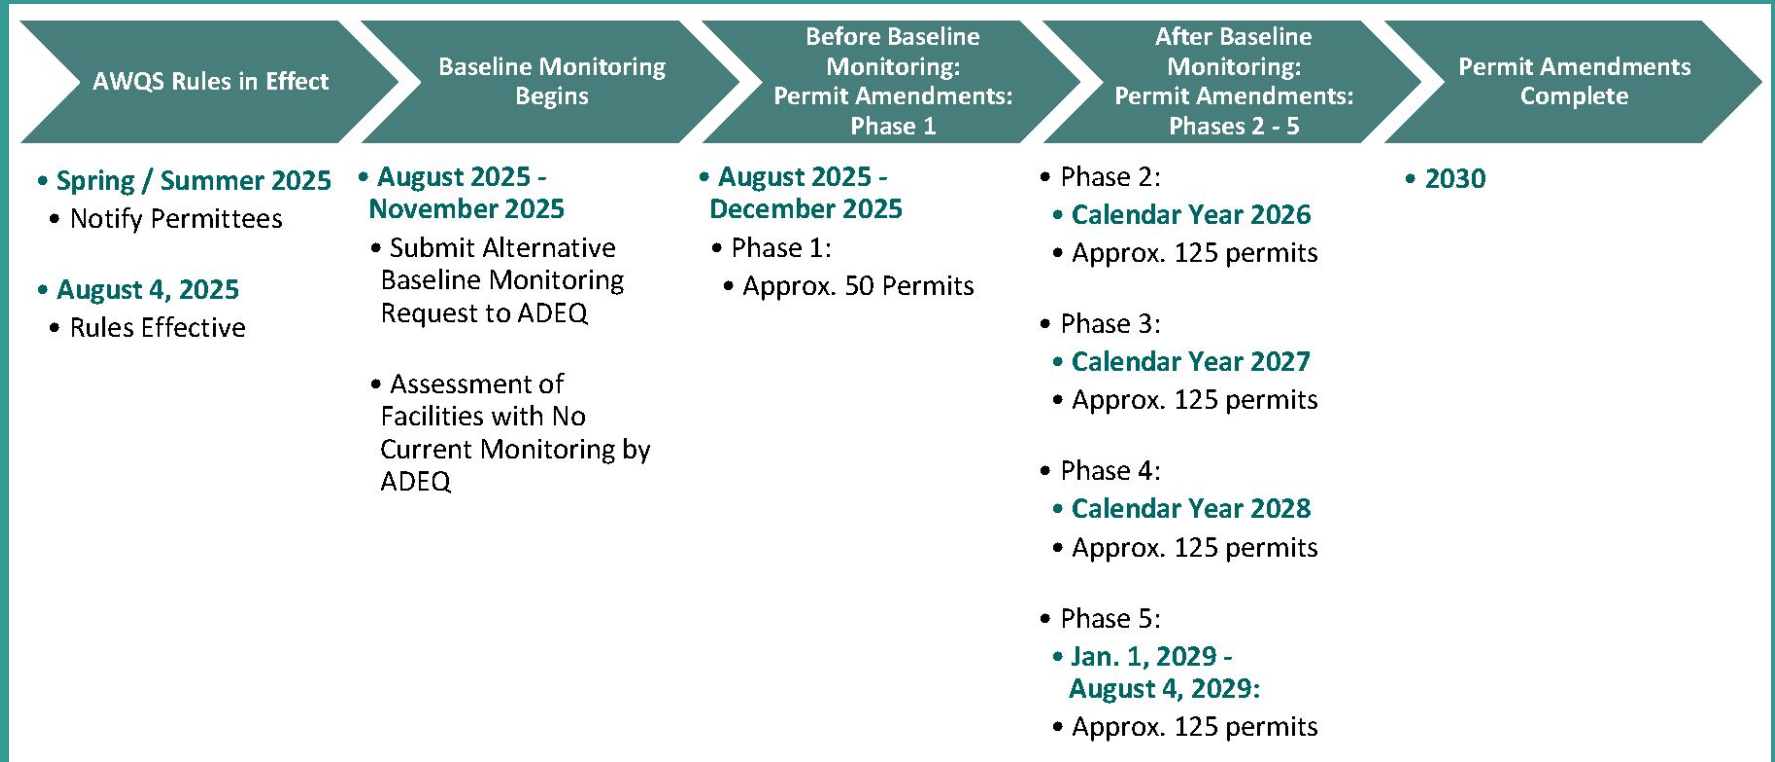 AWQS Rules in Effect
• Spring / Summer 2025
• Notify Permittees
• August 4, 2025
• Rules Effective
Baseline Monitoring
Begins
• August 2025 -
November 2025
• Submit Alternative
Baseline Monitoring
Request to ADEQ
• Assessment of
Facilities with No
Current Monitoring by
ADEQ
Before Baseline
Monitoring:
Permit Amendments:
Phase 1
• August 2025 -
December 2025
• Phase 1:
• Approx. 50 Permits
After Baseline
Monitoring:
Permit Amendments:
Phases 2 - 5
• Phase 2:
• Calendar Year 2026
• Approx. 125 permits
• Phase 3:
• Calendar Year 2027
• Approx. 125 permits
• Phase 4:
• Calendar Year 2028
• Approx. 125 permits
• Phase 5:
• Jan. 1, 2029 -
August 4, 2029:
• Approx. 125 permits
Permit Amendments
Complete
• 2030